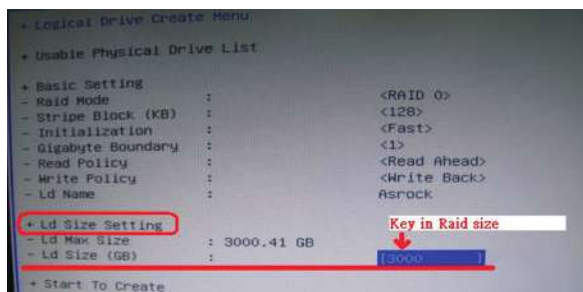 + Logical Drive Create Menu
+ Usable Physical Drive List
+ Basic Setting
- Raid Mode : <RAID 0>
- Stripe Block (KB) : <128>
- Initialization : <Fast>
- Gigabyte Boundary : <1>
- Read Policy : <Read Ahead>
- Write Policy : <Write Back>
- Ld Name : Asrock
+ Ld Size Setting
Key in Raid size
- Ld Max Size : 3000.41 GB
- Ld Size (GB) : [3000 ]
+ Start To Create